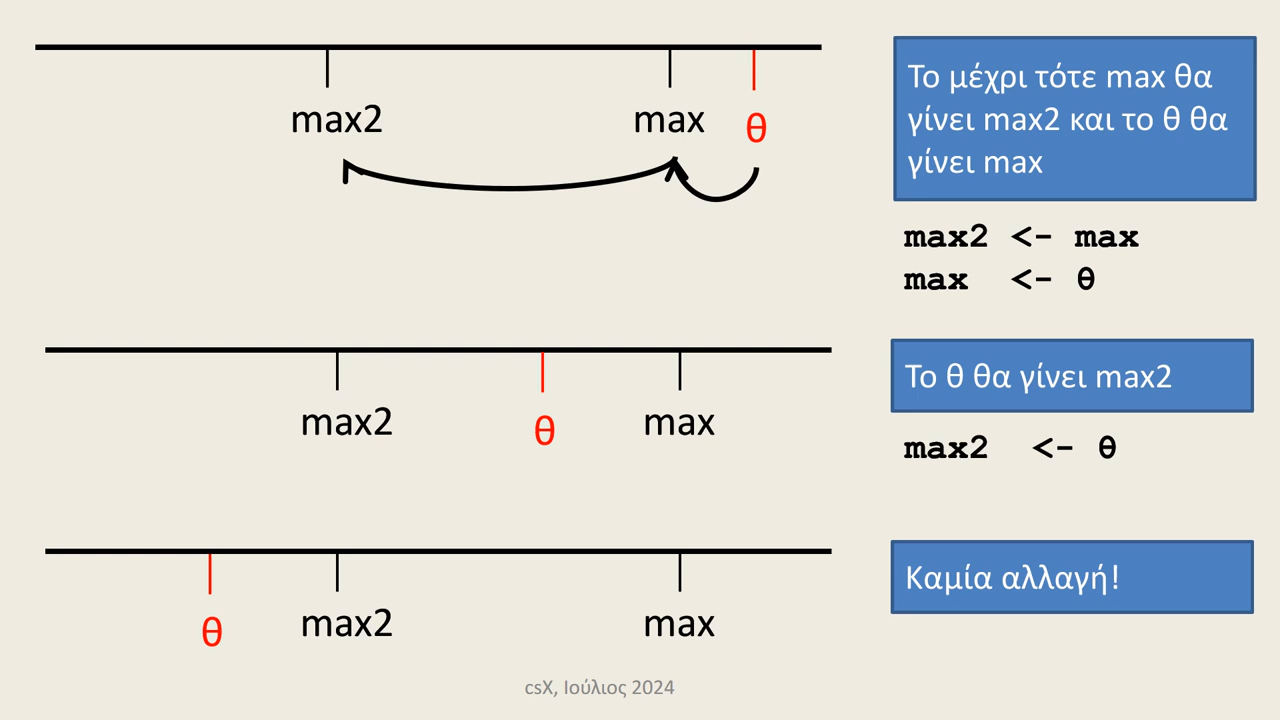 max2
max
θ
Το μέχρι τότε max θα
γίνει max2 και το θ θα
γίνει max
max2 <- max
max <- θ
max2
θ
max
Το θ θα γίνει max2
max2 <- θ
θ
max2
max
Καμία αλλαγή!
csX, Ιούλιος 2024